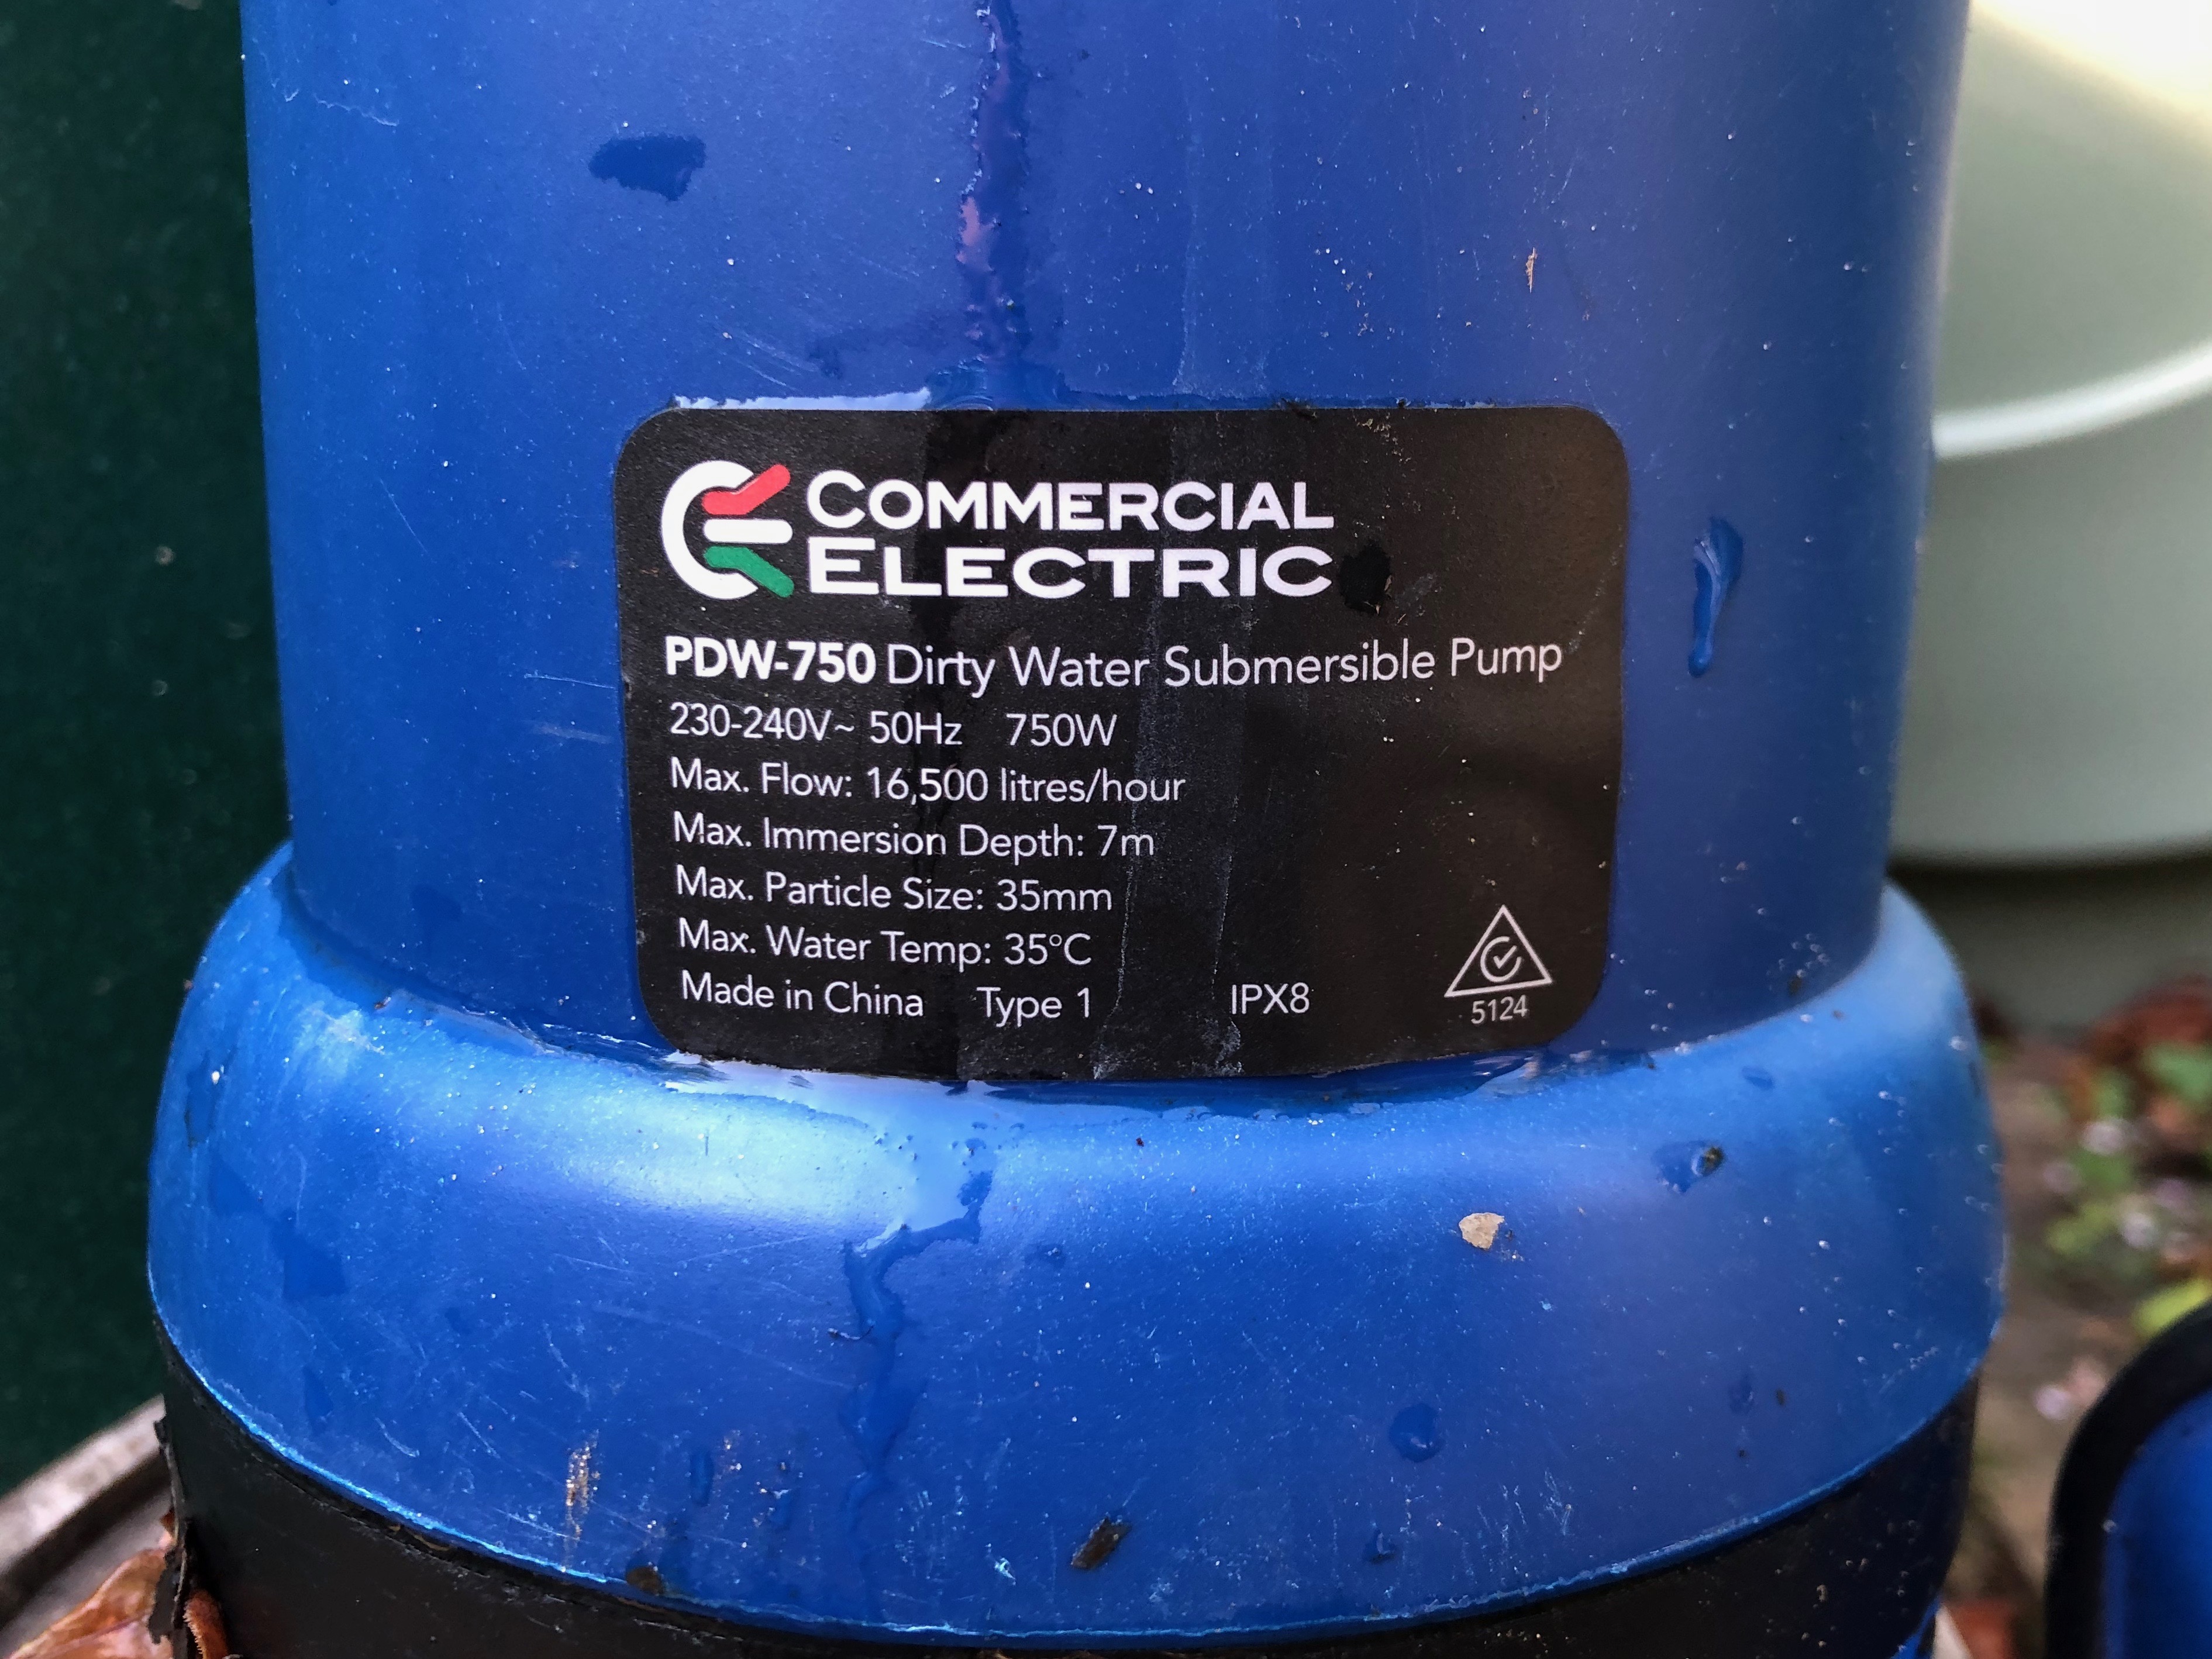 COMMERCIAL
ELECTRIC
PDW-750 Dirty Water Submersible Pump
230-240V~ 50Hz 750W
Max. Flow: 16,500 litres/hour
Max. Immersion Depth: 7m
Max. Particle Size: 35mm
Max. Water Temp: 35°C
Made in China Type 1 IPX8
5124